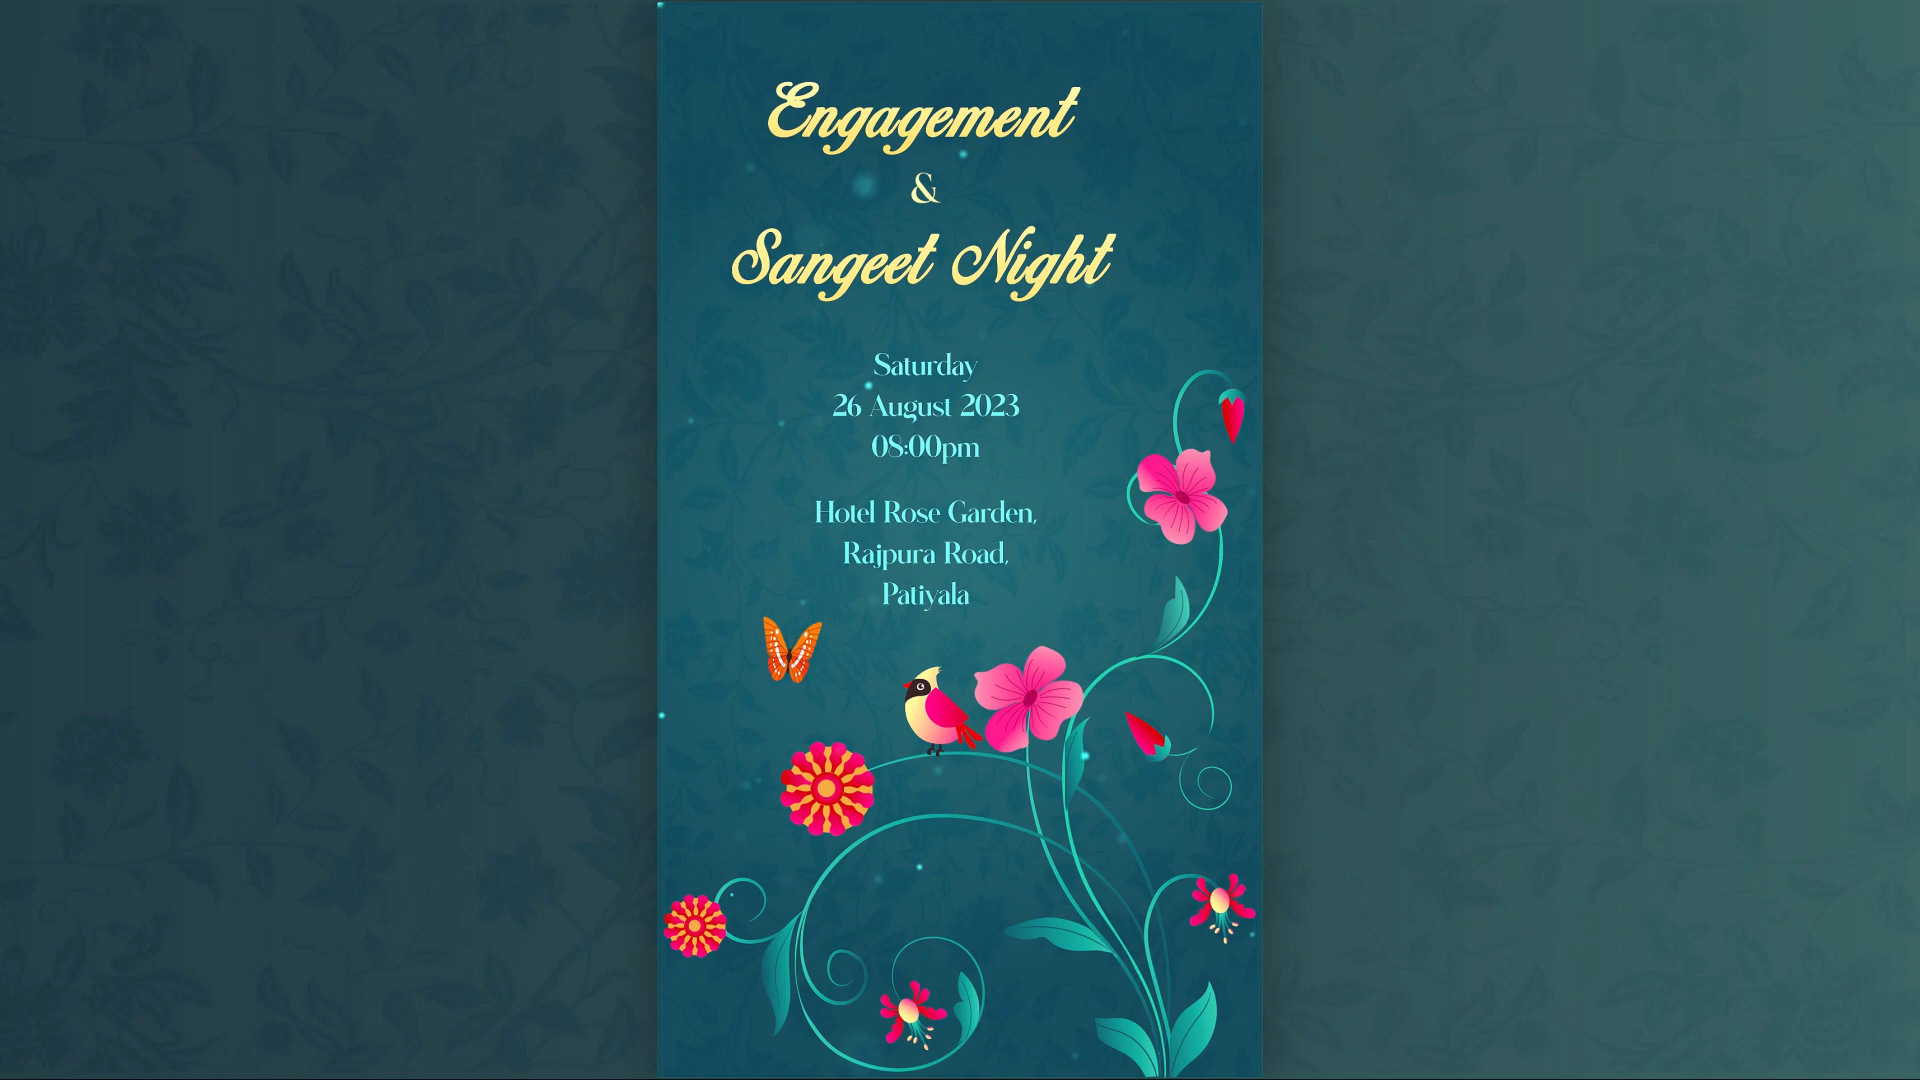 Engagement
&
Sangeet Night
Saturday
26 August 2023
08:00pm
Hotel Rose Garden,
Rajpura Road,
Patiyala